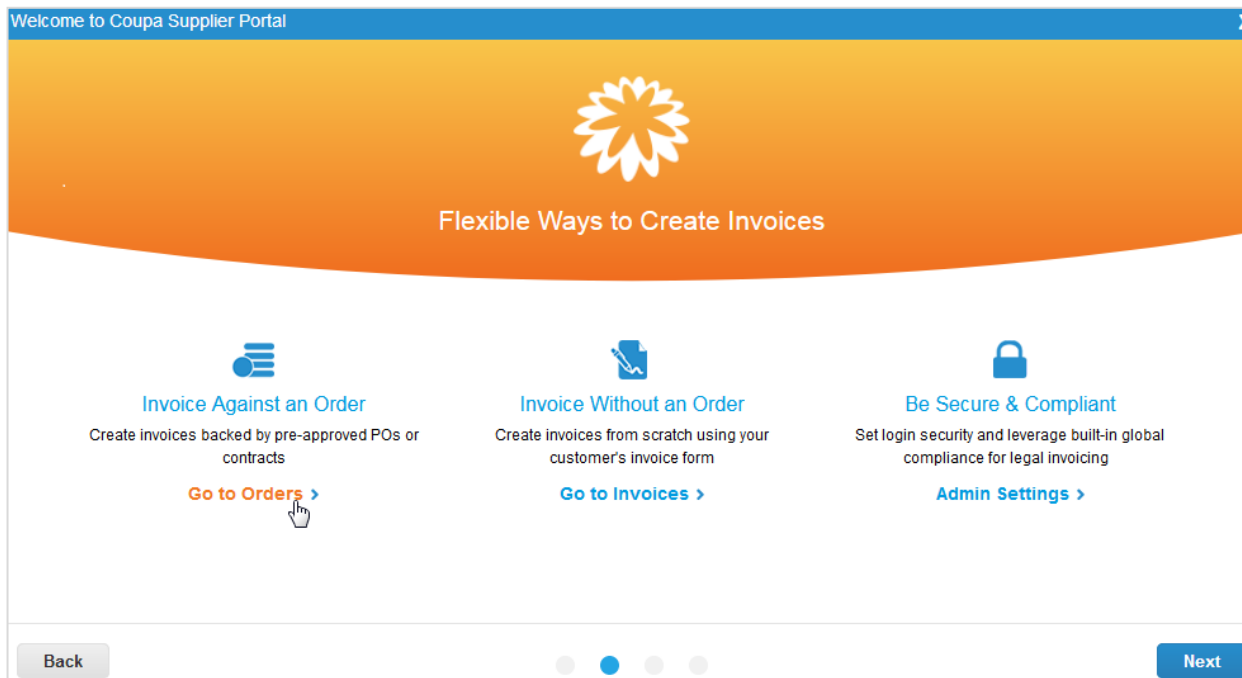 Welcome to Coupa Supplier Portal
Flexible Ways to Create Invoices
Invoice Against an Order
Create invoices backed by pre-approved POs or
contracts
Go to Orders >
Invoice Without an Order
Create invoices from scratch using your
customer's invoice form
Go to Invoices >
Be Secure & Compliant
Set login security and leverage built-in global
compliance for legal invoicing
Admin Settings >
Back
Next